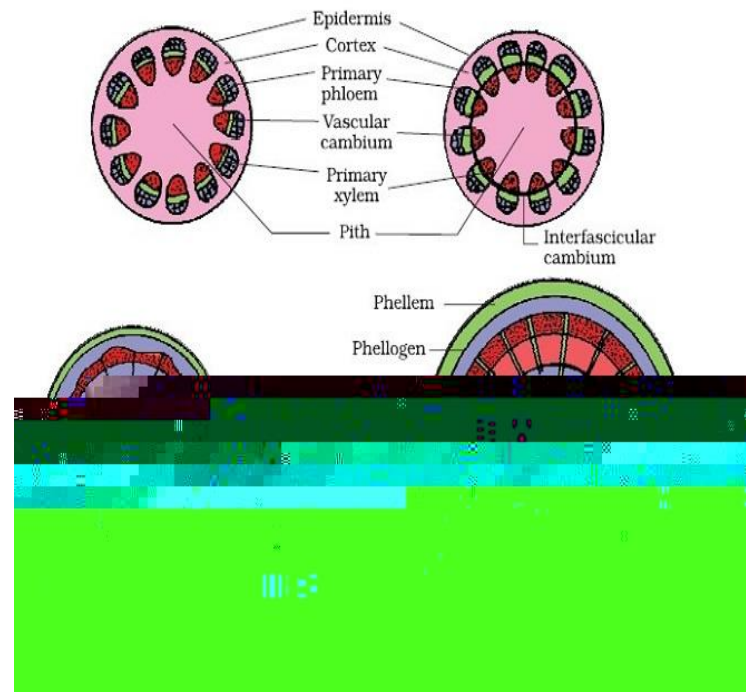 Epidermis
Cortex
Primary
phloem
Vascular
cambium
Primary
xylem
Pith
Interfascicular
cambium
Phellem
Phellogen